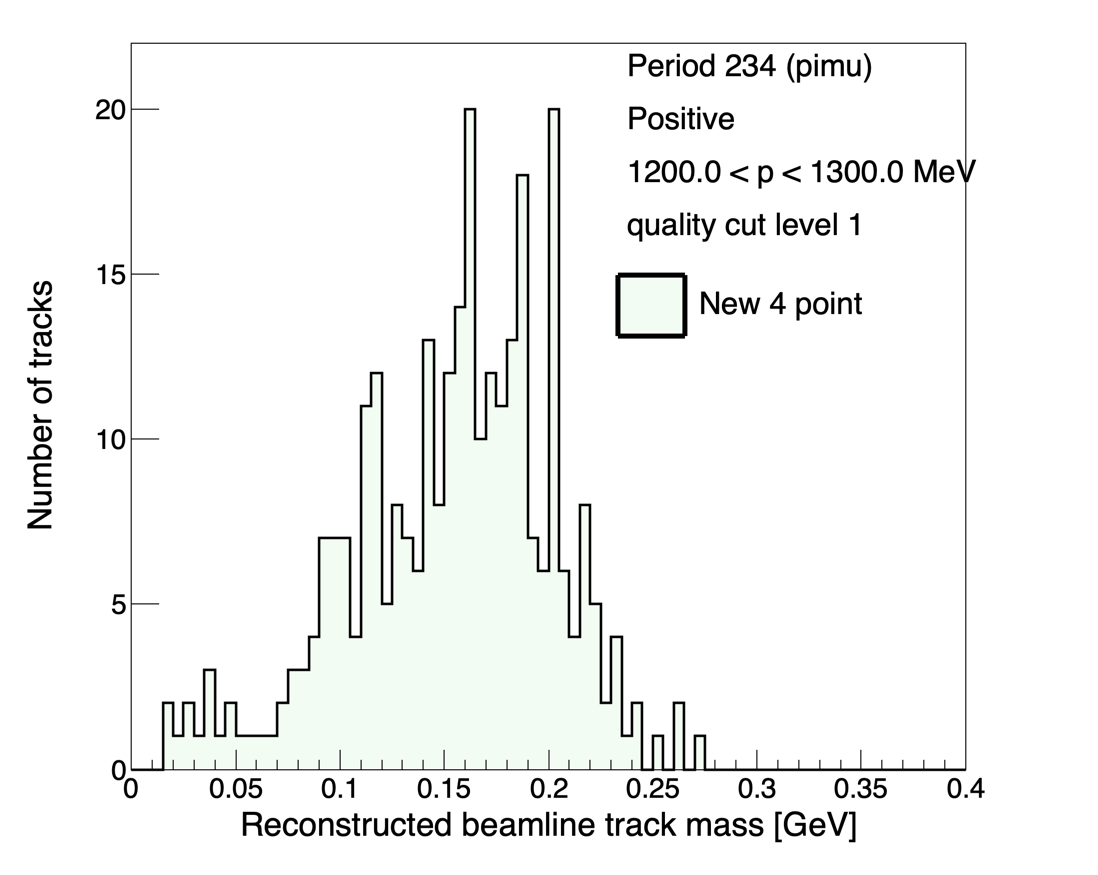 Period 234 (pimu)
Positive
1200.0 < p < 1300.0 MeV
quality cut level 1
New 4 point
Number of tracks
20
15
10
5
0
0 0.05 0.1 0.15 0.2 0.25 0.3 0.35 0.4
Reconstructed beamline track mass [GeV]